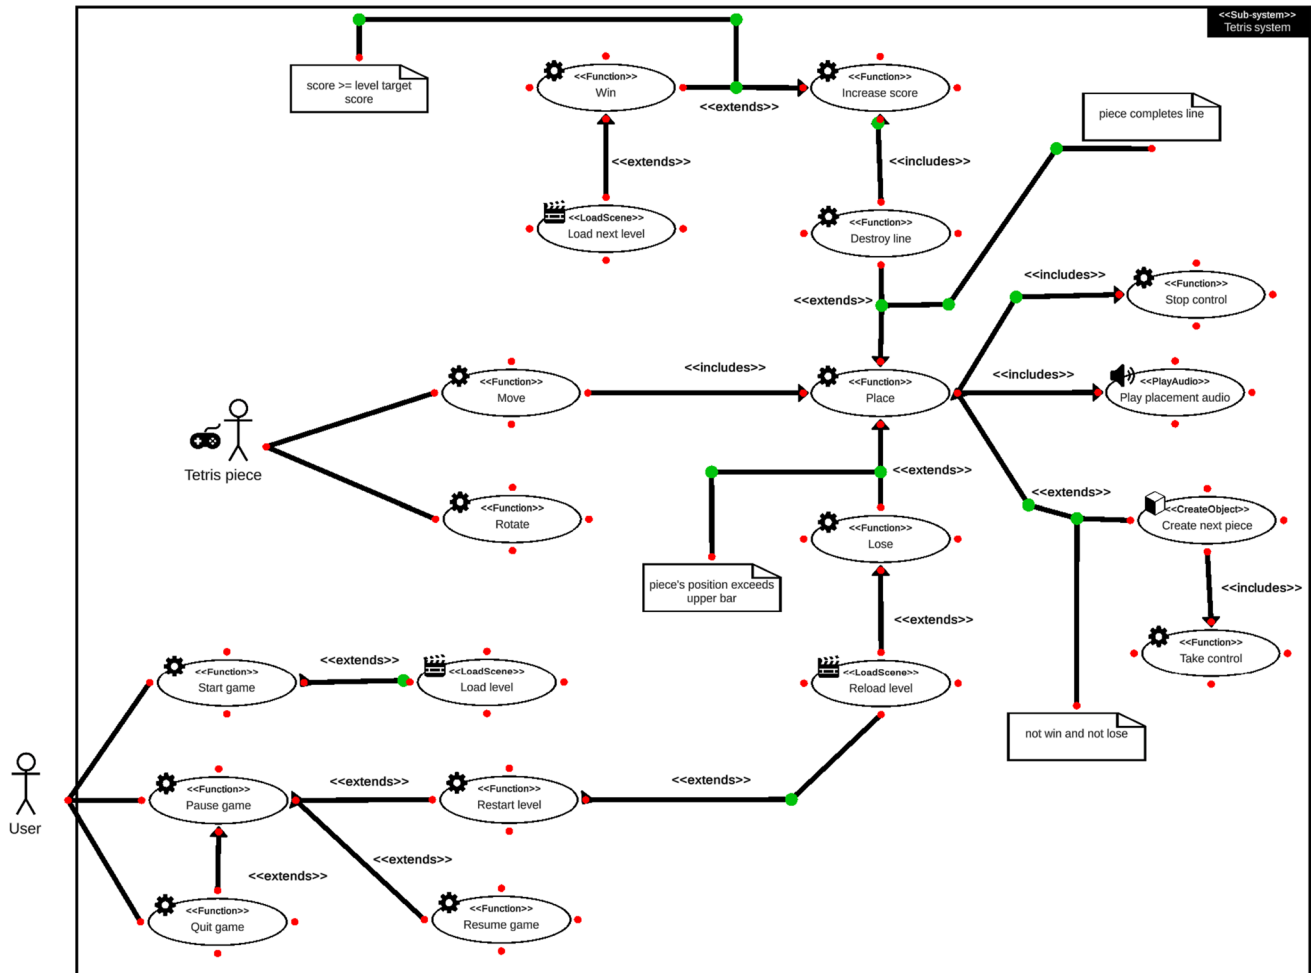 <<Sub-system>>
Tetris system
score >= level target
score
<<Function>>
Win
<<extends>>
<<Function>>
Increase score
piece completes line
<<extends>>
<<includes>>
<<LoadScene>>
Load next level
<<Function>>
Destroy line
<<extends>>
<<includes>>
<<Function>>
Stop control
<<Function>>
Move
<<includes>>
<<Function>>
Place
<<includes>>
<<PlayAudio>>
Play placement audio
Tetris piece
<<Function>>
Rotate
<<extends>>
<<extends>>
<<CreateObject>>
Create next piece
<<Function>>
Lose
piece's position exceeds
upper bar
<<includes>>
<<extends>>
<<Function>>
Take control
<<Function>>
Start game
<<extends>>
<<LoadScene>>
Load level
<<LoadScene>>
Reload level
not win and not lose
User
<<Function>>
Pause game
<<extends>>
<<Function>>
Restart level
<<extends>>
<<extends>>
<<extends>>
<<Function>>
Quit game
<<Function>>
Resume game